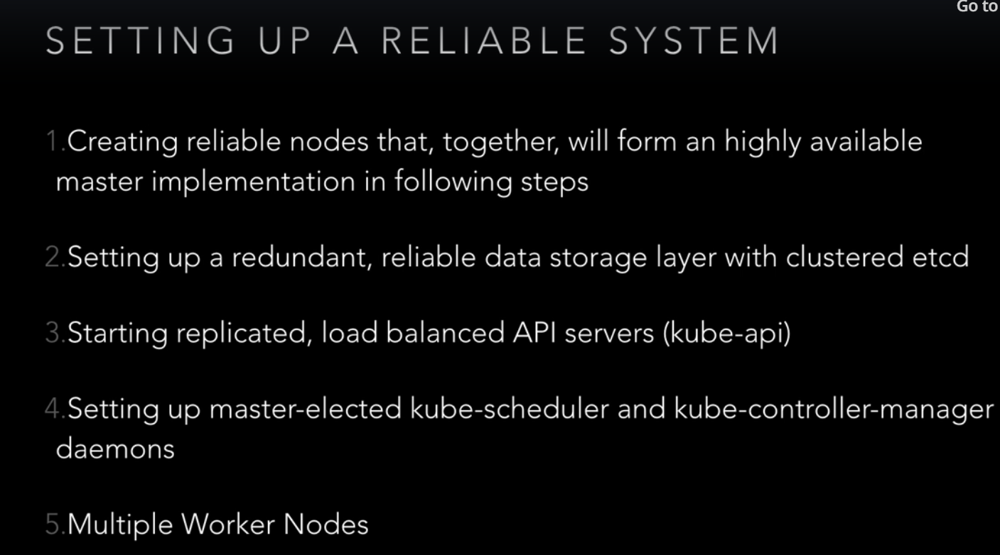 Go to
SETTING UP A RELIABLE SYSTEM
1.Creating reliable nodes that, together, will form an highly available
master implementation in following steps
2.Setting up a redundant, reliable data storage layer with clustered etcd
3.Starting replicated, load balanced API servers (kube-api)
4.Setting up master-elected kube-scheduler and kube-controller-manager
daemons
5.Multiple Worker Nodes